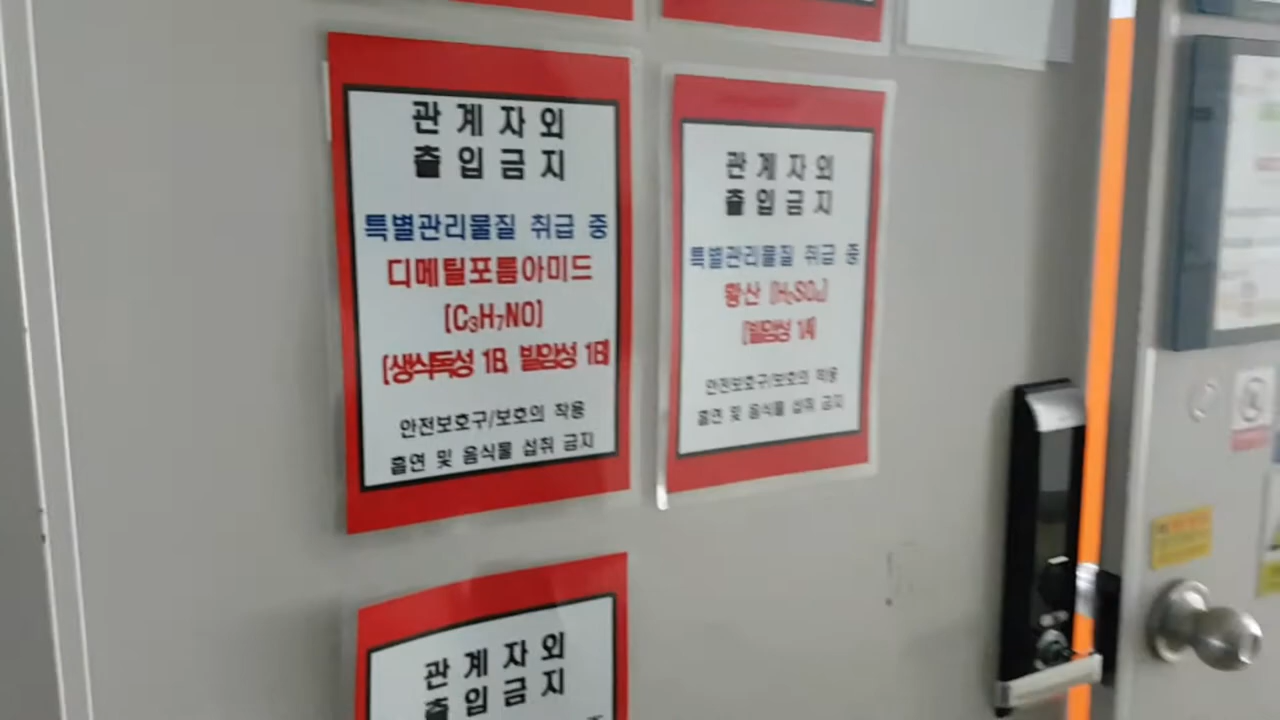 관계자외
출입금지
특별관리물질 취급 중
디메틸포름아미드
[C₃H₇NO]
[생식독성 1B, 발암성 1B]
안전보호구/보호의 착용
흡연 및 음식물 섭취 금지
관계자외
출입금지
특별관리물질 취급 중
황산 [H₂SO₄]
[발암성 1A]
안전보호구/보호의 착용
흡연 및 음식물 섭취 금지
관계자외
출입금지